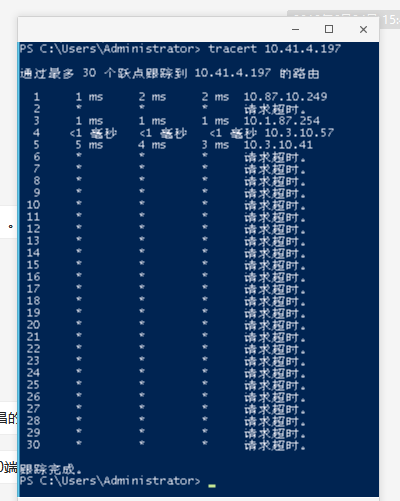 PS C:\Users\Administrator> tracert 10.41.4.197
通过最多 30 个跃点跟踪到 10.41.4.197 的路由
1 1 ms 2 ms 2 ms 10.87.10.249
2 * * * 请求超时。
3 1 ms 1 ms 1 ms 10.1.87.254
4 <1 毫秒 <1 毫秒 <1 毫秒 10.3.10.57
5 5 ms 4 ms 3 ms 10.3.10.41
6 * * * 请求超时。
7 * * * 请求超时。
8 * * * 请求超时。
9 * * * 请求超时。
10 * * * 请求超时。
11 * * * 请求超时。
12 * * * 请求超时。
13 * * * 请求超时。
14 * * * 请求超时。
15 * * * 请求超时。
16 * * * 请求超时。
17 * * * 请求超时。
18 * * * 请求超时。
19 * * * 请求超时。
20 * * * 请求超时。
21 * * * 请求超时。
22 * * * 请求超时。
23 * * * 请求超时。
24 * * * 请求超时。
25 * * * 请求超时。
26 * * * 请求超时。
27 * * * 请求超时。
28 * * * 请求超时。
29 * * * 请求超时。
30 * * * 请求超时。
跟踪完成。
PS C:\Users\Administrator>